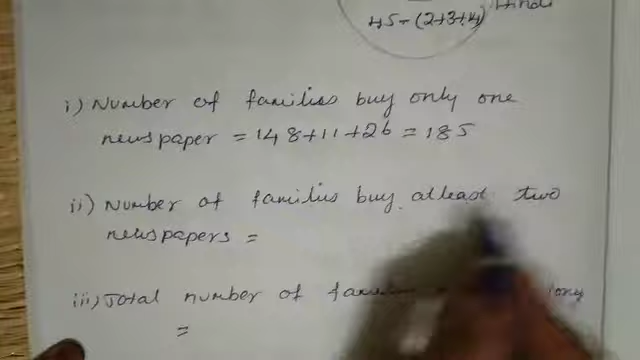 Hindi
45-(2+3+4)
i) Number of families buy only one
newspaper = 148+11+26 = 185
ii) Number of families buy atleast two
newspapers =
iii) Total number of
=